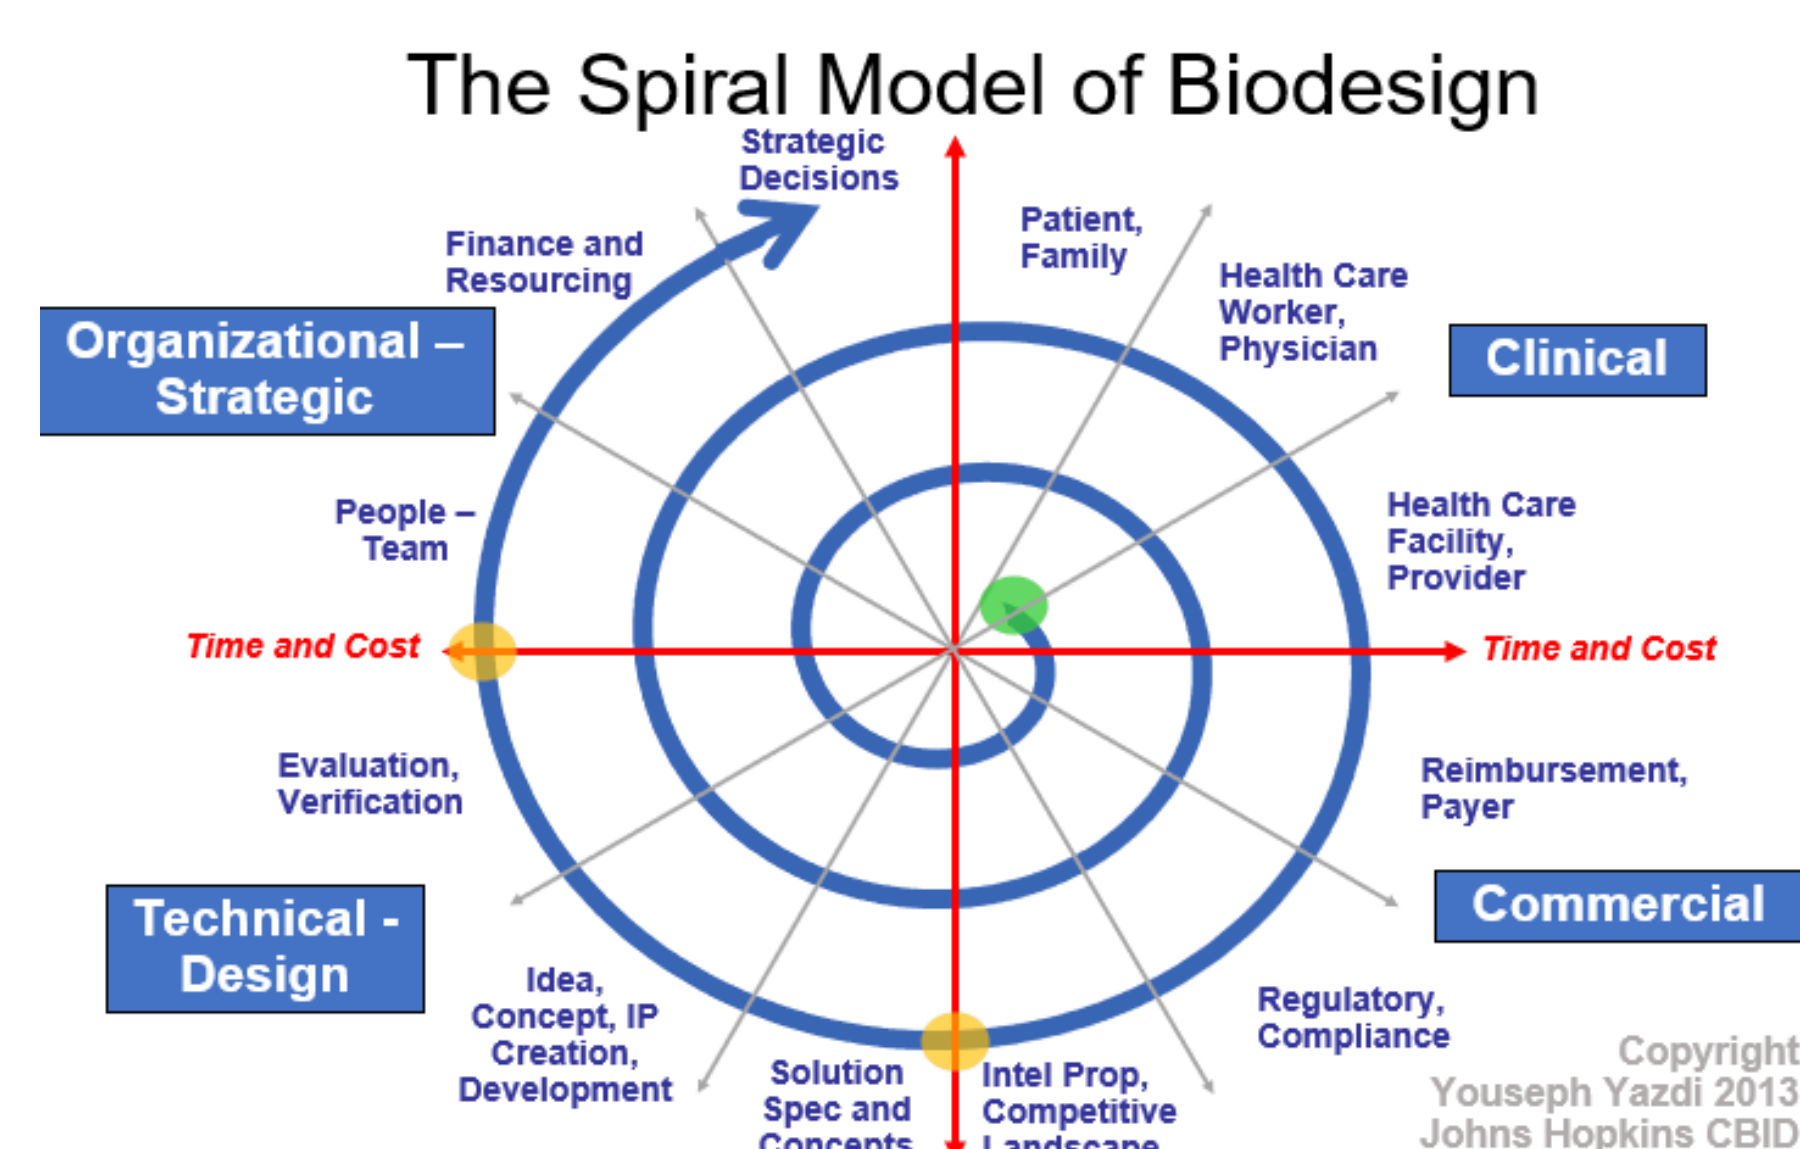 The Spiral Model of Biodesign
Strategic
Decisions
Patient,
Family
Finance and
Resourcing
Health Care
Worker,
Physician
Organizational –
Strategic
Clinical
People –
Team
Health Care
Facility,
Provider
Time and Cost
Time and Cost
Evaluation,
Verification
Reimbursement,
Payer
Technical -
Design
Commercial
Idea,
Concept, IP
Creation,
Development
Regulatory,
Compliance
Solution
Spec and
Concepts
Intel Prop,
Competitive
Landscape
Copyright
Youseph Yazdi 2013
Johns Hopkins CBID